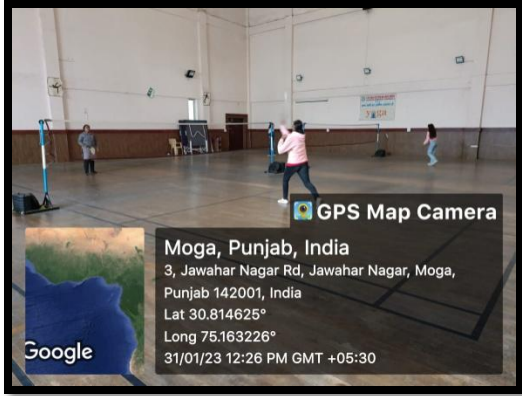 GPS Map Camera
Moga, Punjab, India
3, Jawahar Nagar Rd, Jawahar Nagar, Moga,
Punjab 142001, India
Lat 30.814625°
Long 75.163226°
31/01/23 12:26 PM GMT +05:30
Google